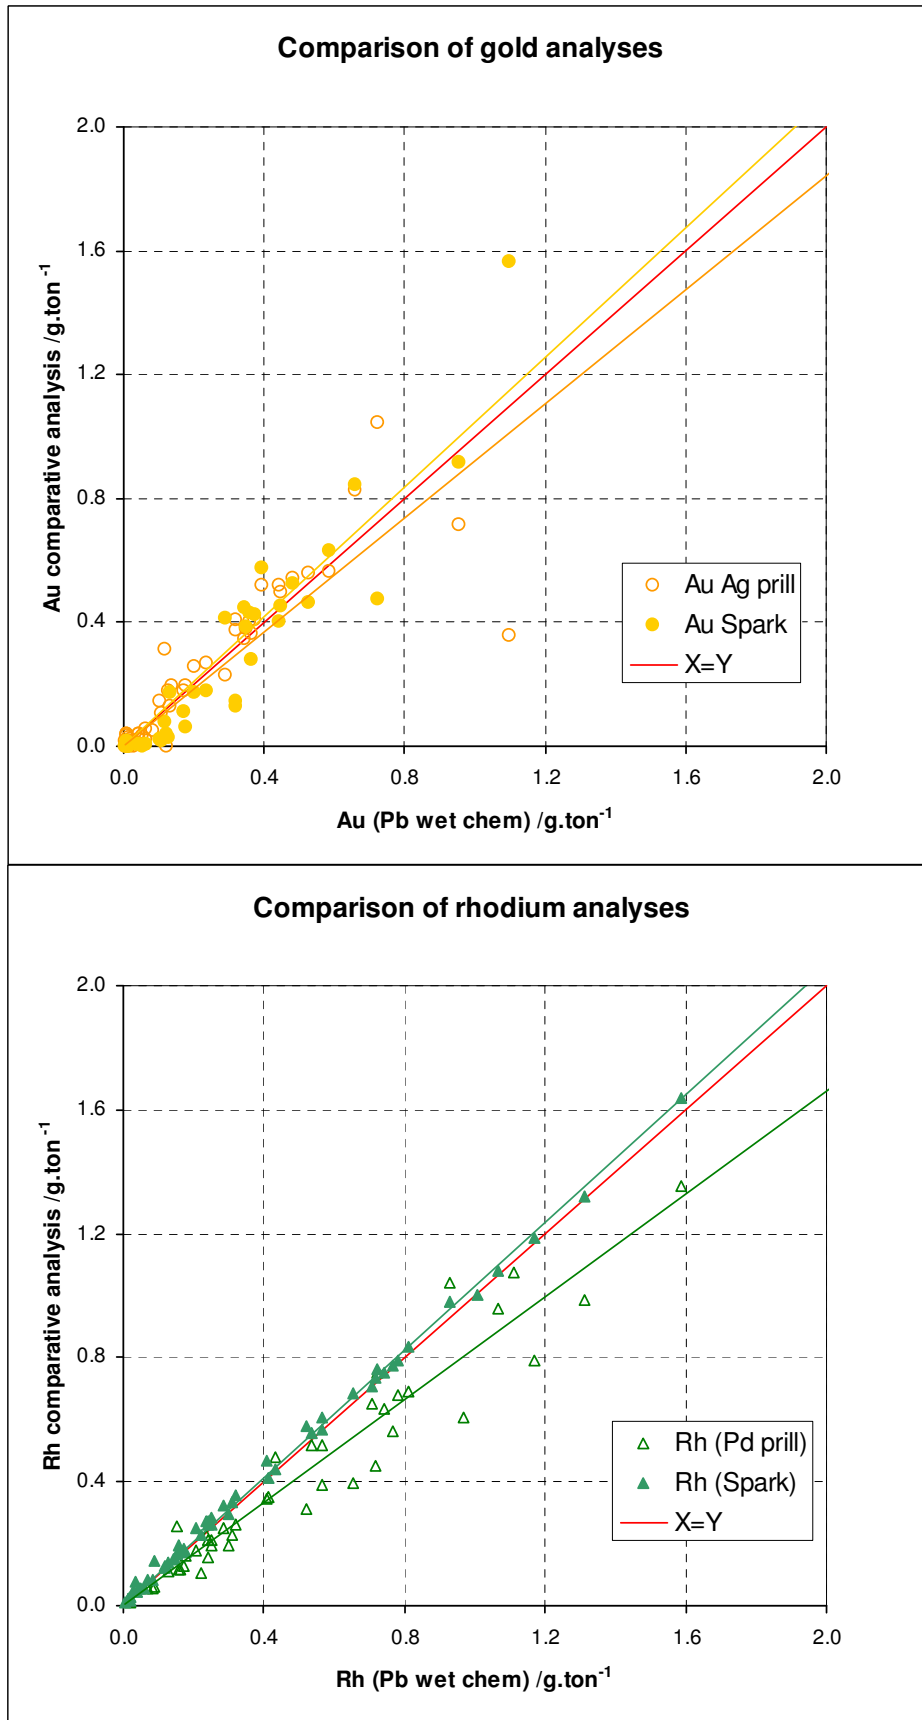 Comparison of gold analyses
Au comparative analysis /g.ton⁻¹
2.0
1.6
1.2
0.8
0.4
0.0
Au Ag prill
Au Spark
X=Y
0.0 0.4 0.8 1.2 1.6 2.0
Au (Pb wet chem) /g.ton⁻¹
Comparison of rhodium analyses
Rh comparative analysis /g.ton⁻¹
2.0
1.6
1.2
0.8
0.4
0.0
Rh (Pd prill)
Rh (Spark)
X=Y
0.0 0.4 0.8 1.2 1.6 2.0
Rh (Pb wet chem) /g.ton⁻¹